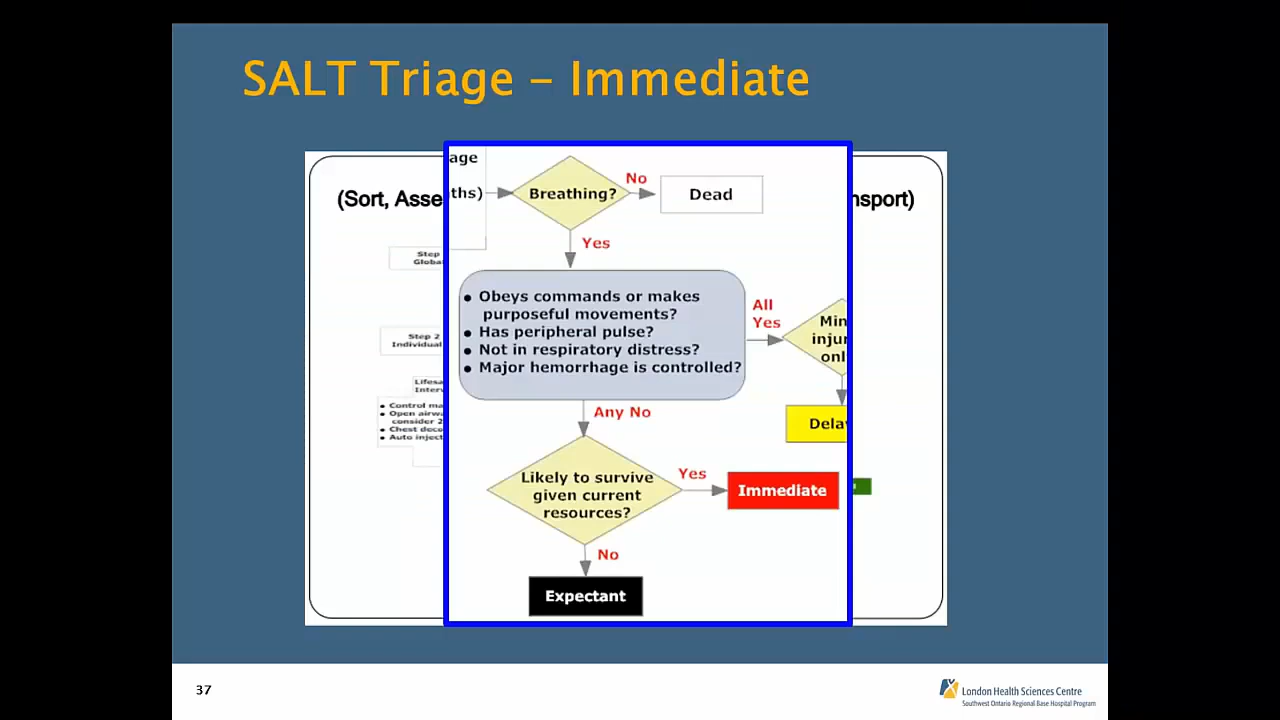 SALT Triage – Immediate
(Sort, Asse
nsport)
age
ths)
Breathing?
No
Dead
Yes
Step
Globa
● Obeys commands or makes
purposeful movements?
● Has peripheral pulse?
● Not in respiratory distress?
● Major hemorrhage is controlled?
All
Yes
Min
injur
onl
Step 2
Individual
Lifesa
Interv
● Control ma
● Open airwa
consider 2
● Chest deco
● Auto inject
Any No
Delay
Likely to survive
given current
resources?
Yes
Immediate
No
Expectant
37
London Health Sciences Centre
Southwest Ontario Regional Base Hospital Program